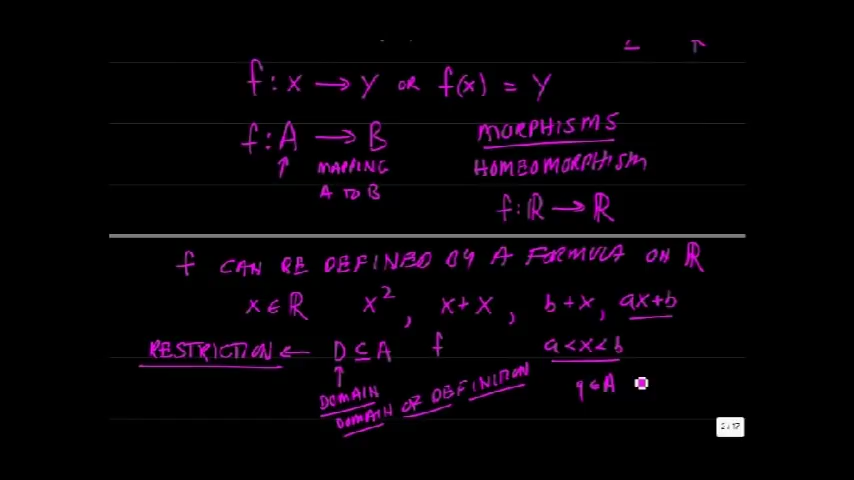 f : x → y OR f(x) = y
f : A → B MORPHISMS
↑ MAPPING HOMEOMORPHISM
A TO B
f : ℝ → ℝ
f CAN BE DEFINED BY A FORMULA ON ℝ
x ∈ ℝ x², x + x, b + x, ax + b
RESTRICTION ← D ⊆ A f a < x < b
↑
DOMAIN
DOMAIN OF DEFINITION
∈ A